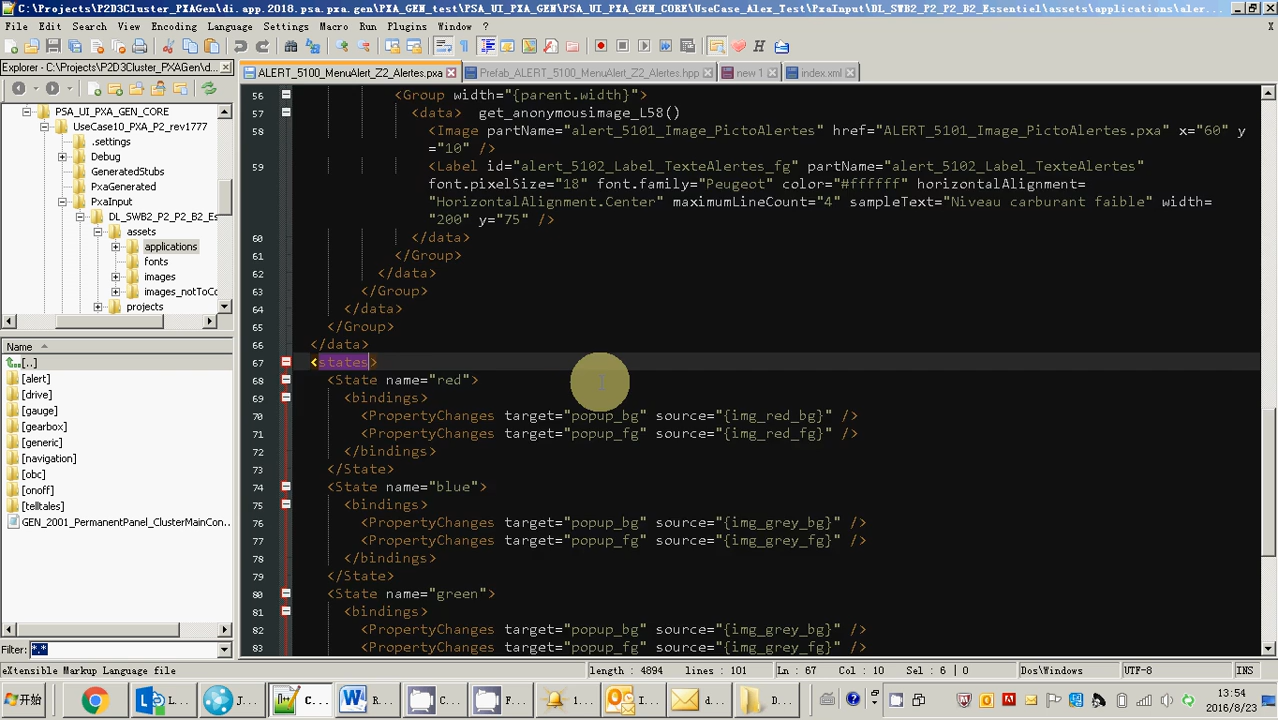 C:\Projects\P2D3Cluster_PXAGen\di.app.2018.psa.pxa.gen\PXA_GEN_test\PSA_UI_PXA_GEN\PSA_UI_PXA_GEN_CORE\UseCase_Alex_Test\PxaInput\DL_SWB2_P2_P2_B2_Essentiel\assets\applications\aler...
File Edit Search View Encoding Language Settings Macro Run Plugins Window ? X
Explorer - C:\Projects\P2D3Cluster_PXAGen\d...
ALERT_5100_MenuAlert_Z2_Alertes.pxa Prefab_ALERT_5100_MenuAlert_Z2_Alertes.hpp new 1 index.xml
PSA_UI_PXA_GEN_CORE
UseCase10_PXA_P2_rev1777
.settings
Debug
GeneratedStubs
PxaGenerated
PxaInput
DL_SWB2_P2_P2_B2_Es
assets
applications
fonts
images
images_notToCo
projects
Name
[..]
[alert]
[drive]
[gauge]
[gearbox]
[generic]
[navigation]
[obc]
[onoff]
[telltales]
GEN_2001_PermanentPanel_ClusterMainCon...
Filter: *.*
56 <Group width="{parent.width}">
57 <data> get_anonymousimage_L58()
58 <Image partName="alert_5101_Image_PictoAlertes" href="ALERT_5101_Image_PictoAlertes.pxa" x="60" y
="10" />
59 <Label id="alert_5102_Label_TexteAlertes_fg" partName="alert_5102_Label_TexteAlertes"
font.pixelSize="18" font.family="Peugeot" color="#ffffff" horizontalAlignment=
"HorizontalAlignment.Center" maximumLineCount="4" sampleText="Niveau carburant faible" width=
"200" y="75" />
60 </data>
61 </Group>
62 </data>
63 </Group>
64 </data>
65 </Group>
66 </data>
67 <states>
68 <State name="red">
69 <bindings>
70 <PropertyChanges target="popup_bg" source="{img_red_bg}" />
71 <PropertyChanges target="popup_fg" source="{img_red_fg}" />
72 </bindings>
73 </State>
74 <State name="blue">
75 <bindings>
76 <PropertyChanges target="popup_bg" source="{img_grey_bg}" />
77 <PropertyChanges target="popup_fg" source="{img_grey_fg}" />
78 </bindings>
79 </State>
80 <State name="green">
81 <bindings>
82 <PropertyChanges target="popup_bg" source="{img_grey_bg}" />
83 <PropertyChanges target="popup_fg" source="{img_grey_fg}" />
eXtensible Markup Language file length : 4894 lines : 101 Ln : 67 Col : 10 Sel : 6 | 0 Dos\Windows UTF-8 INS
开始 L... J... C... W... C... F... a... I... d... D...
13:54
2016/8/23